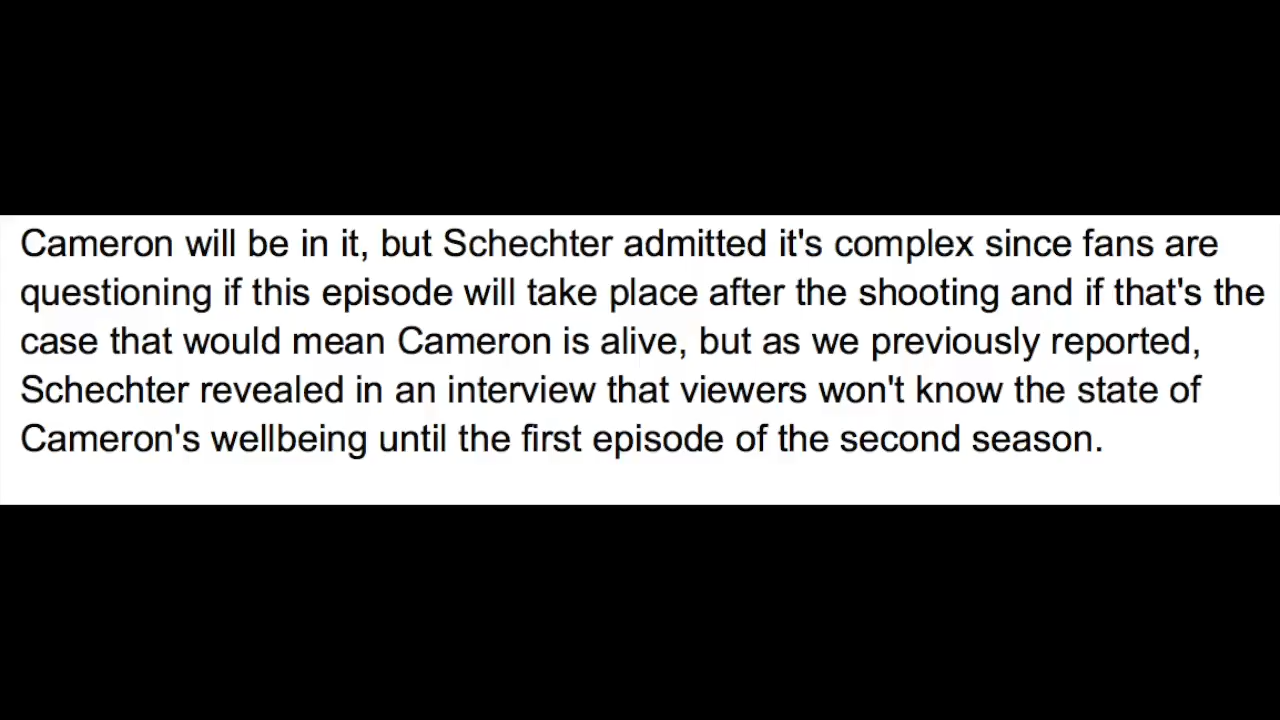 Cameron will be in it, but Schechter admitted it's complex since fans are
questioning if this episode will take place after the shooting and if that's the
case that would mean Cameron is alive, but as we previously reported,
Schechter revealed in an interview that viewers won't know the state of
Cameron's wellbeing until the first episode of the second season.